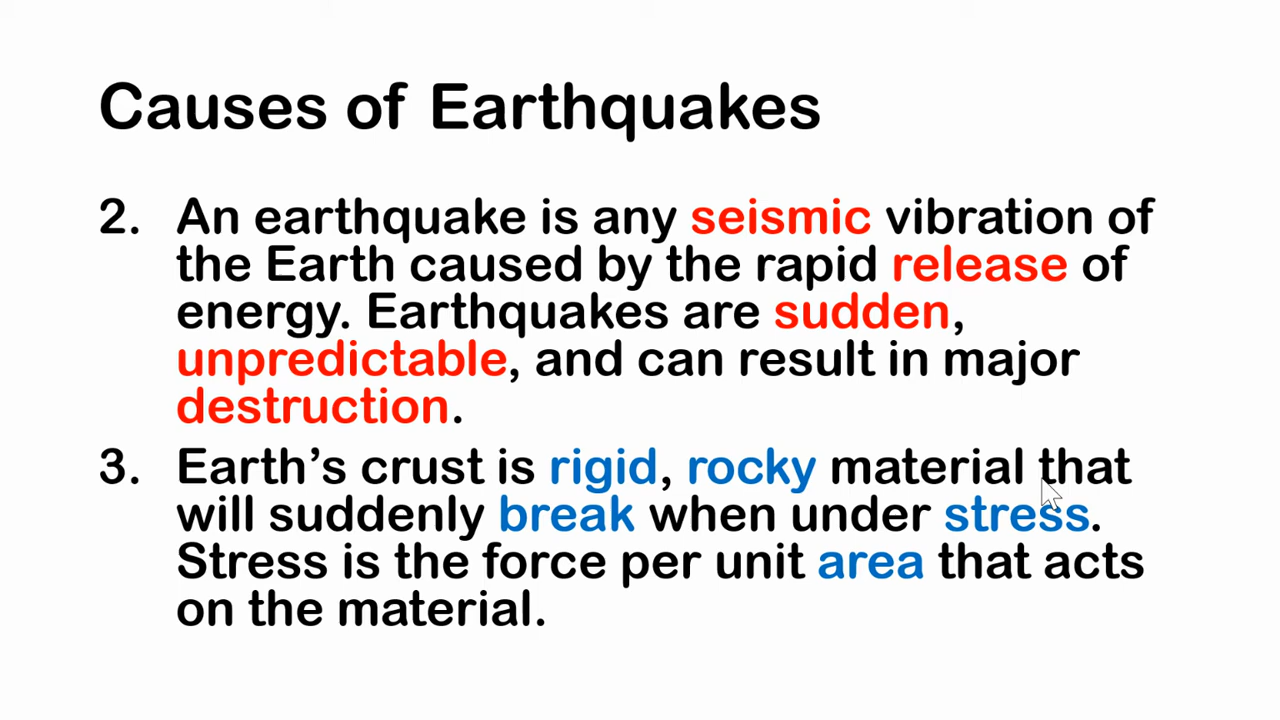 Causes of Earthquakes
2. An earthquake is any seismic vibration of
the Earth caused by the rapid release of
energy. Earthquakes are sudden,
unpredictable, and can result in major
destruction.
3. Earth’s crust is rigid, rocky material that
will suddenly break when under stress.
Stress is the force per unit area that acts
on the material.